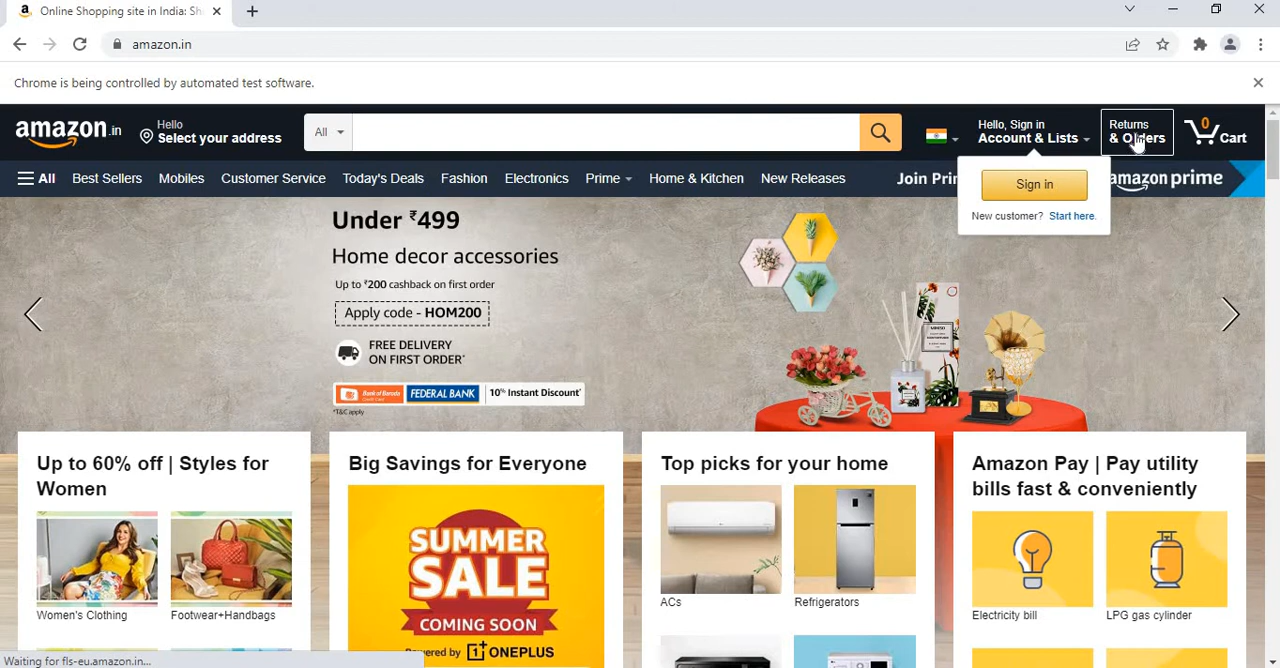 Online Shopping site in India: Sh
amazon.in
Chrome is being controlled by automated test software.
amazon.in
Hello
Select your address
All
Hello, Sign in
Account & Lists
Returns
& Orders
0
Cart
All
Best Sellers
Mobiles
Customer Service
Today's Deals
Fashion
Electronics
Prime
Home & Kitchen
New Releases
Join Pri
amazon prime
Sign in
New customer? Start here.
Under ₹499
Home decor accessories
Up to ₹200 cashback on first order
Apply code - HOM200
FREE DELIVERY
ON FIRST ORDER*
Bank of Baroda
FEDERAL BANK
10% Instant Discount*
*T&C apply
Up to 60% off | Styles for
Women
Women's Clothing
Footwear+Handbags
Big Savings for Everyone
SUMMER
SALE
COMING SOON
Powered by 1+ ONEPLUS
Top picks for your home
ACs
Refrigerators
Amazon Pay | Pay utility
bills fast & conveniently
Electricity bill
LPG gas cylinder
Waiting for fls-eu.amazon.in...